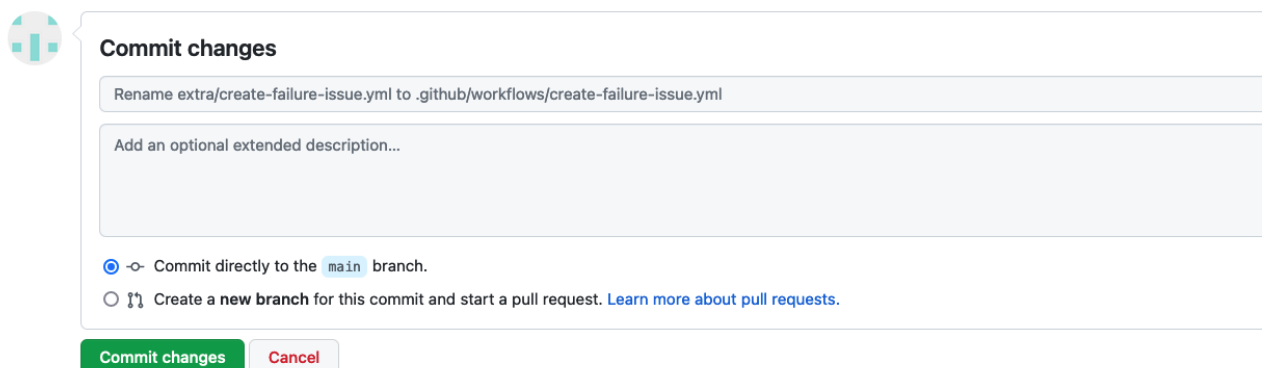 Commit changes
Rename extra/create-failure-issue.yml to .github/workflows/create-failure-issue.yml
Add an optional extended description...
Commit directly to the main branch.
Create a new branch for this commit and start a pull request. Learn more about pull requests.
Commit changes Cancel